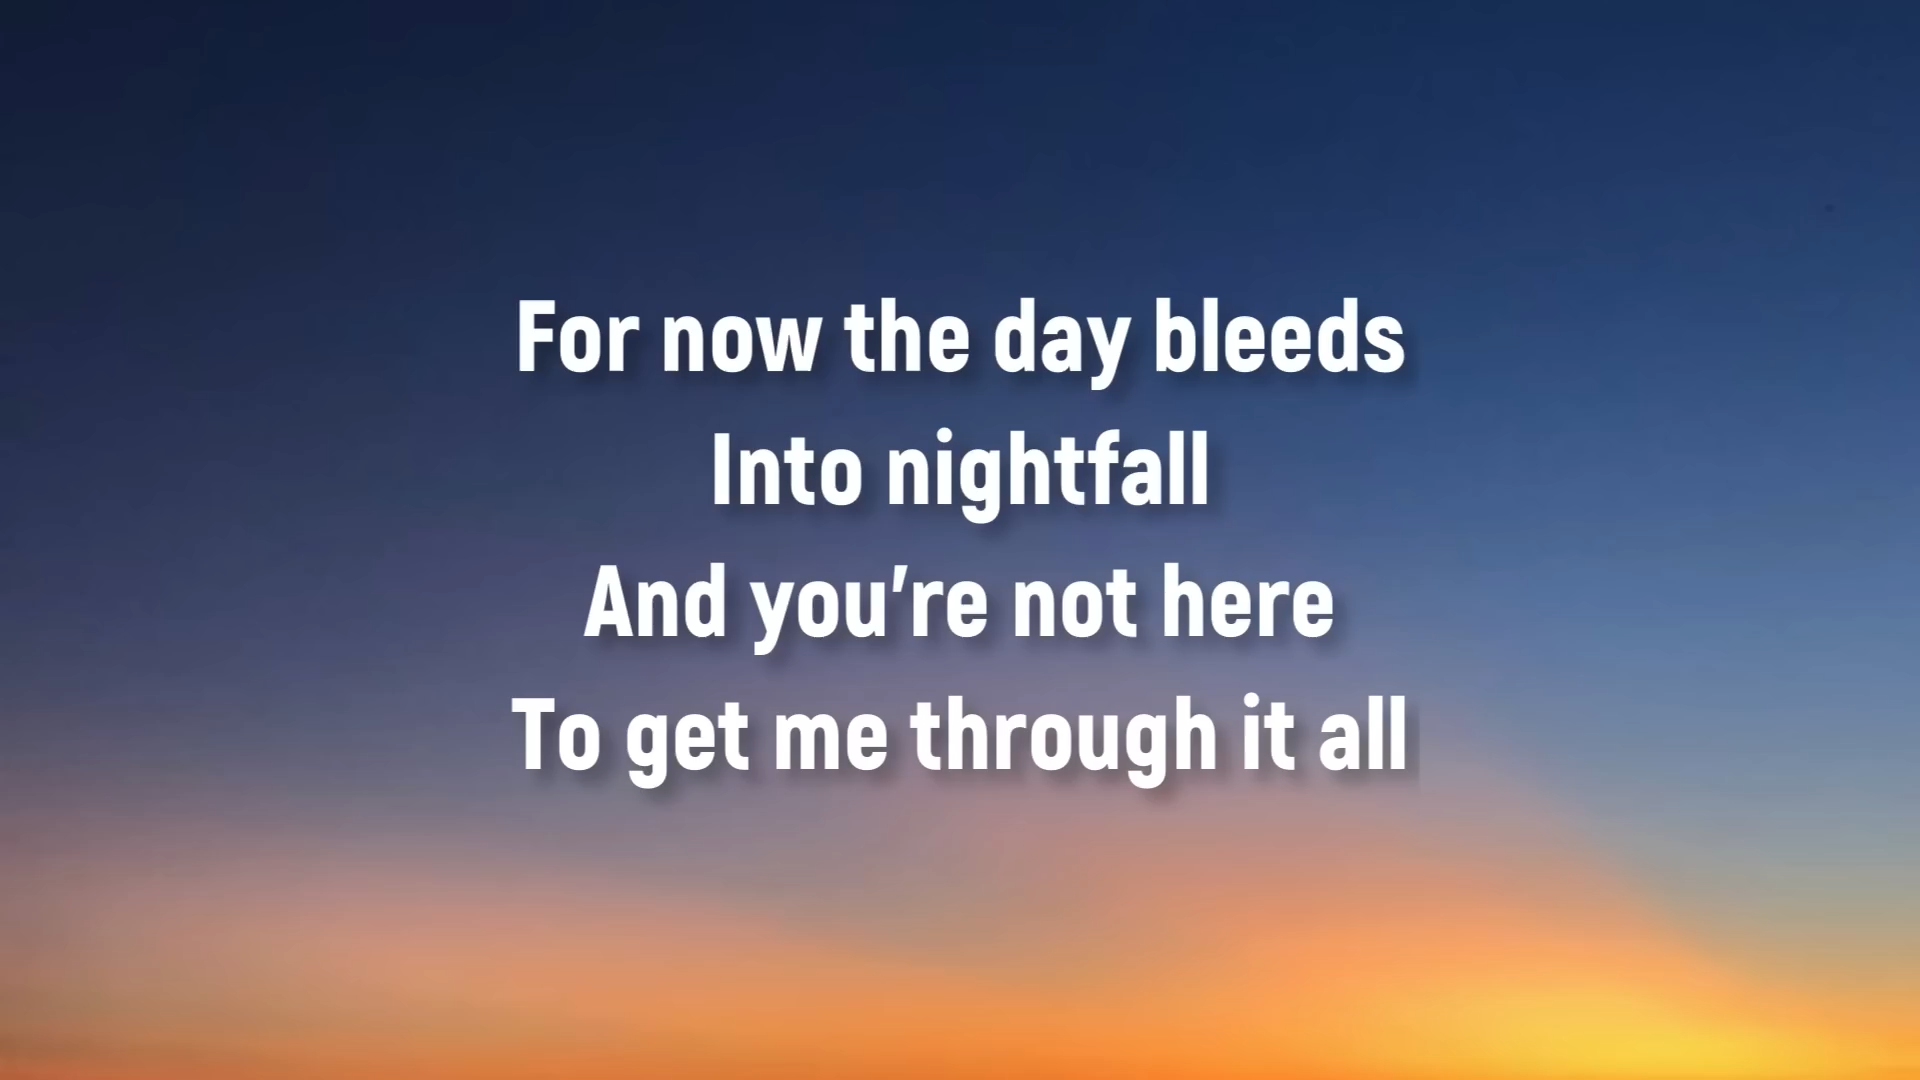 For now the day bleeds
Into nightfall
And you're not here
To get me through it all